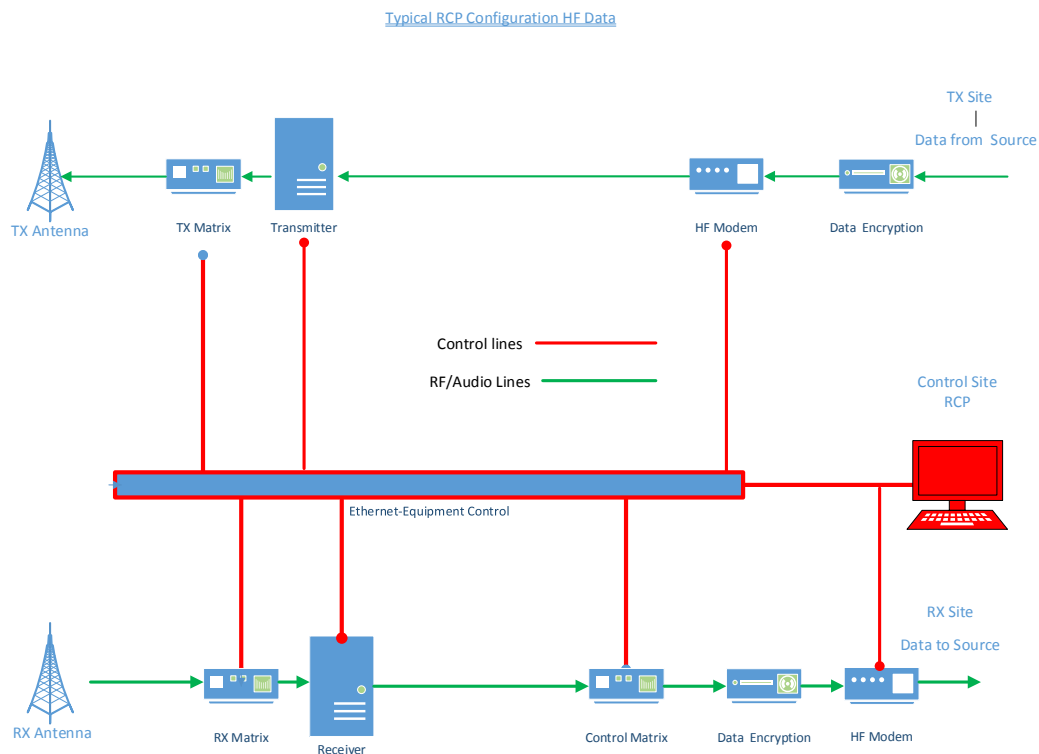 Typical RCP Configuration HF Data
TX Site
|
Data from Source
TX Antenna
TX Matrix
Transmitter
HF Modem
Data Encryption
Control lines
RF/Audio Lines
Control Site
RCP
Ethernet-Equipment Control
RX Site
Data to Source
RX Antenna
RX Matrix
Receiver
Control Matrix
Data Encryption
HF Modem